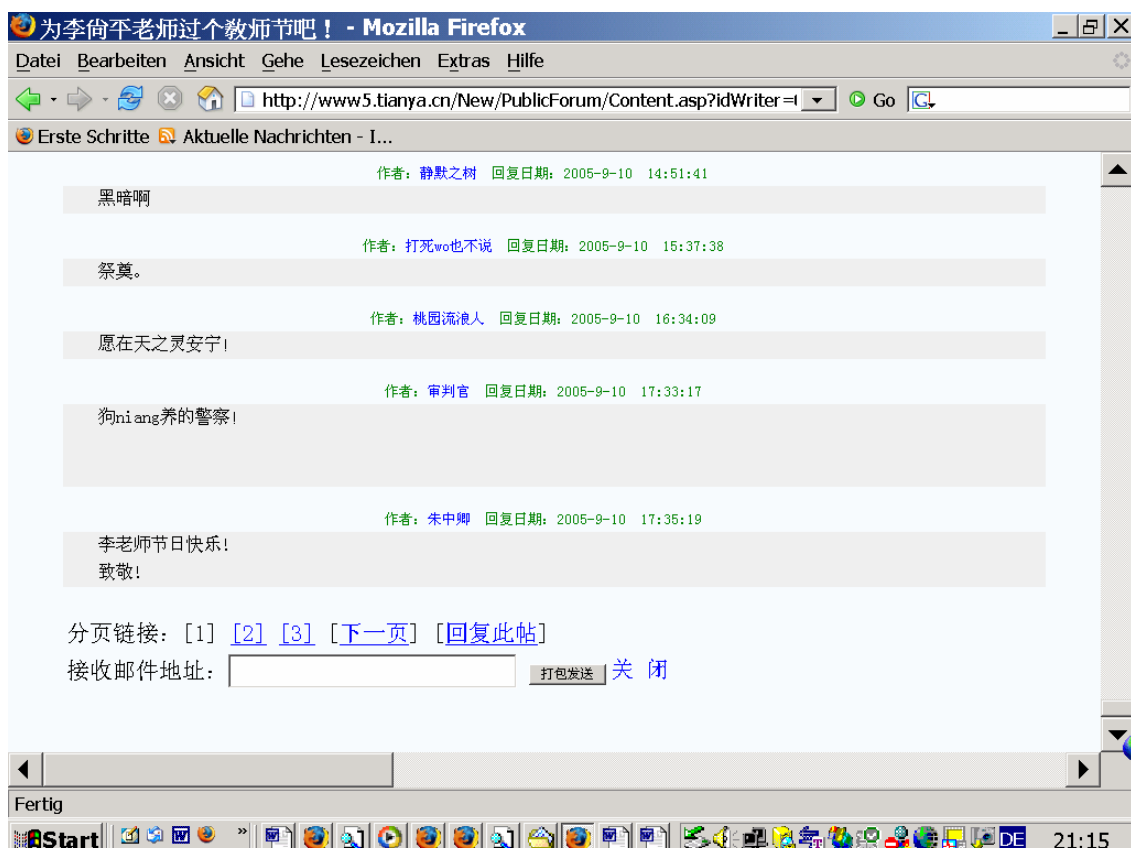 为李尚平老师过个教师节吧！ - Mozilla Firefox
Datei Bearbeiten Ansicht Gehe Lesezeichen Extras Hilfe
http://www5.tianya.cn/New/PublicForum/Content.asp?idWriter=( Go G
Erste Schritte Aktuelle Nachrichten - I...
作者：静默之树 回复日期：2005-9-10 14:51:41
黑暗啊
作者：打死wo也不说 回复日期：2005-9-10 15:37:38
祭奠。
作者：桃园流浪人 回复日期：2005-9-10 16:34:09
愿在天之灵安宁！
作者：审判官 回复日期：2005-9-10 17:33:17
狗niang养的警察！
作者：朱中卿 回复日期：2005-9-10 17:35:19
李老师节日快乐！
致敬！
分页链接：[1] [2] [3] [下一页] [回复此帖]
接收邮件地址： 打包发送 关 闭
Fertig
Start » DE 21:15